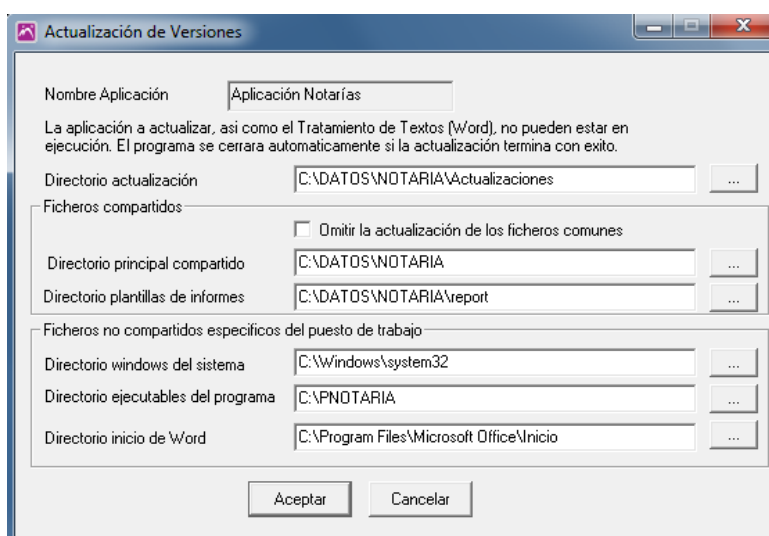 Actualización de Versiones
Nombre Aplicación Aplicación Notarías
La aplicación a actualizar, asi como el Tratamiento de Textos (Word), no pueden estar en
ejecución. El programa se cerrara automaticamente si la actualización termina con exito.
Directorio actualización C:\DATOS\NOTARIA\Actualizaciones ...
Ficheros compartidos
Omitir la actualización de los ficheros comunes
Directorio principal compartido C:\DATOS\NOTARIA ...
Directorio plantillas de informes C:\DATOS\NOTARIA\report ...
Ficheros no compartidos especificos del puesto de trabajo
Directorio windows del sistema C:\Windows\system32 ...
Directorio ejecutables del programa C:\PNOTARIA ...
Directorio inicio de Word C:\Program Files\Microsoft Office\Inicio ...
Aceptar Cancelar